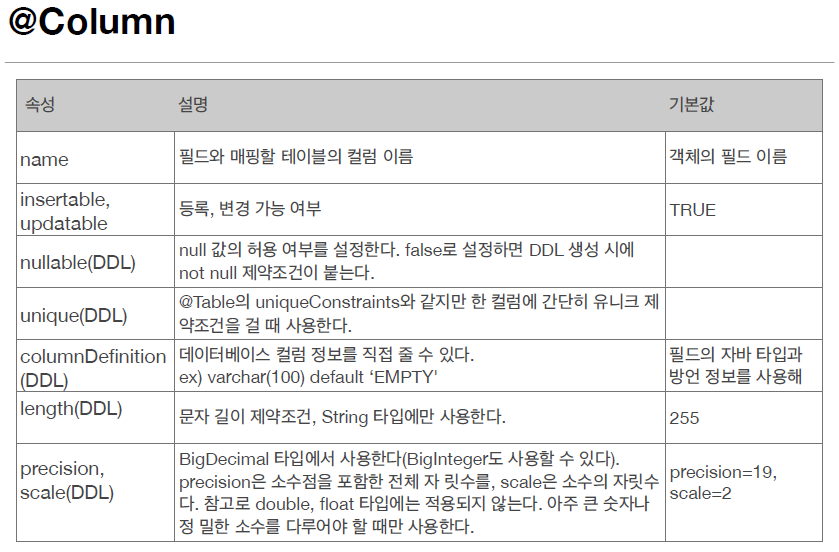 @Column
속성 설명 기본값
name 필드와 매핑할 테이블의 컬럼 이름 객체의 필드 이름
insertable,
updatable 등록, 변경 가능 여부 TRUE
nullable(DDL) null 값의 허용 여부를 설정한다. false로 설정하면 DDL 생성 시에
not null 제약조건이 붙는다.
unique(DDL) @Table의 uniqueConstraints와 같지만 한 컬럼에 간단히 유니크 제
약조건을 걸 때 사용한다.
columnDefinition
(DDL) 데이터베이스 컬럼 정보를 직접 줄 수 있다.
ex) varchar(100) default ‘EMPTY'
필드의 자바 타입과
방언 정보를 사용해
length(DDL) 문자 길이 제약조건, String 타입에만 사용한다. 255
precision,
scale(DDL)
BigDecimal 타입에서 사용한다(BigInteger도 사용할 수 있다).
precision은 소수점을 포함한 전체 자 릿수를, scale은 소수의 자릿수
다. 참고로 double, float 타입에는 적용되지 않는다. 아주 큰 숫자나
정 밀한 소수를 다루어야 할 때만 사용한다.
precision=19,
scale=2